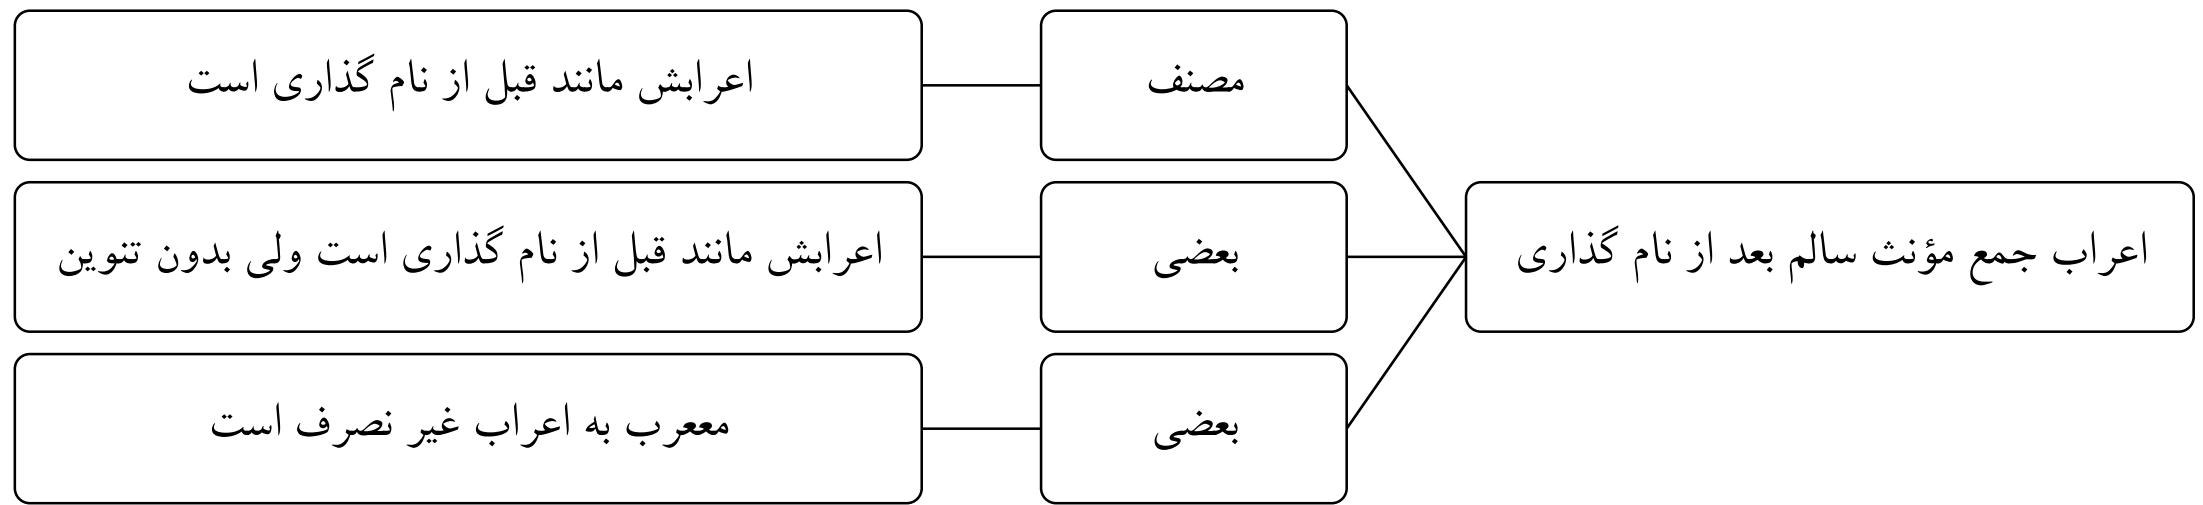 اعراب جمع مؤنث سالم بعد از نام گذاری
مصنف
اعرابش مانند قبل از نام گذاری است
بعضی
اعرابش مانند قبل از نام گذاری است ولی بدون تنوین
بعضی
مععرب به اعراب غیر نصرف است